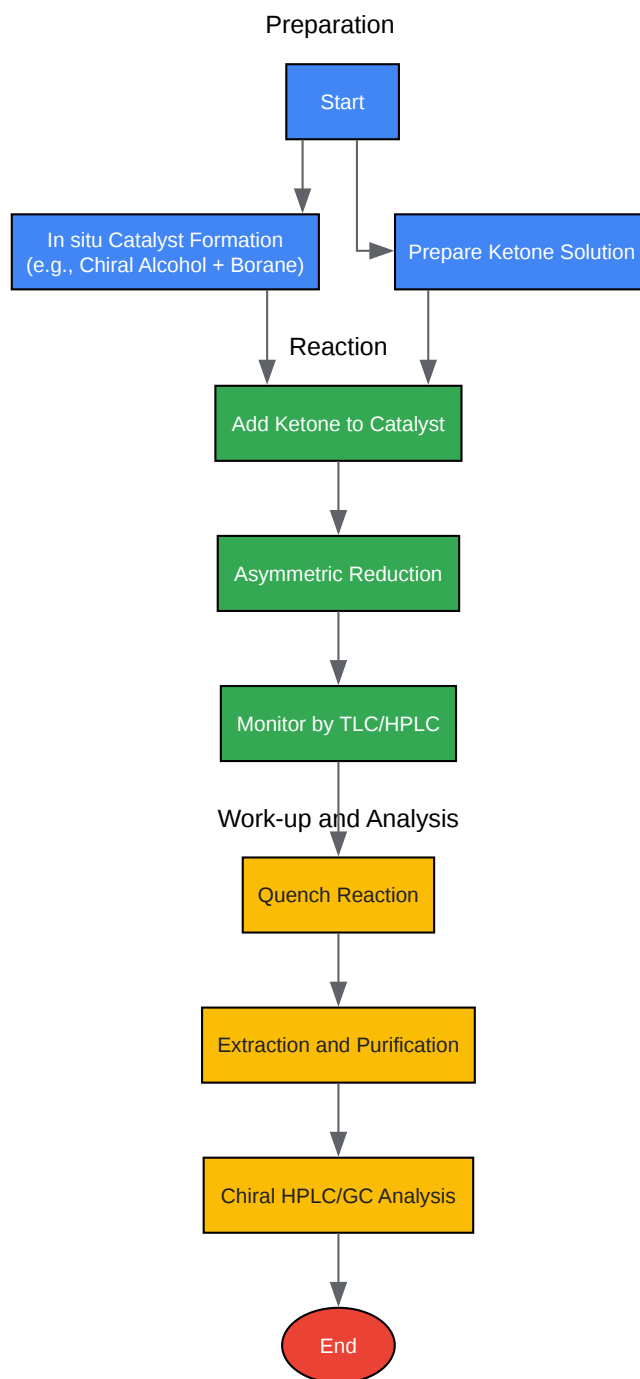 Preparation
Start
In situ Catalyst Formation
(e.g., Chiral Alcohol + Borane)
Prepare Ketone Solution
Reaction
Add Ketone to Catalyst
Asymmetric Reduction
Monitor by TLC/HPLC
Work-up and Analysis
Quench Reaction
Extraction and Purification
Chiral HPLC/GC Analysis
End